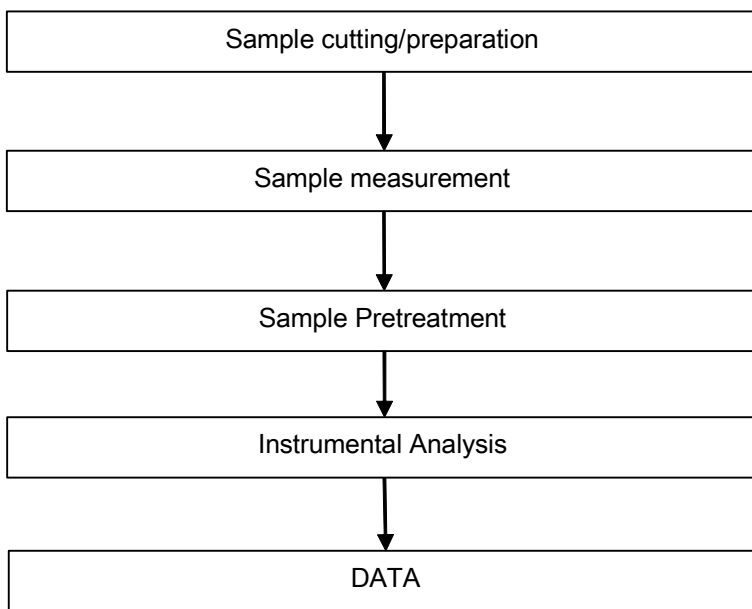 Sample cutting/preparation
Sample measurement
Sample Pretreatment
Instrumental Analysis
DATA